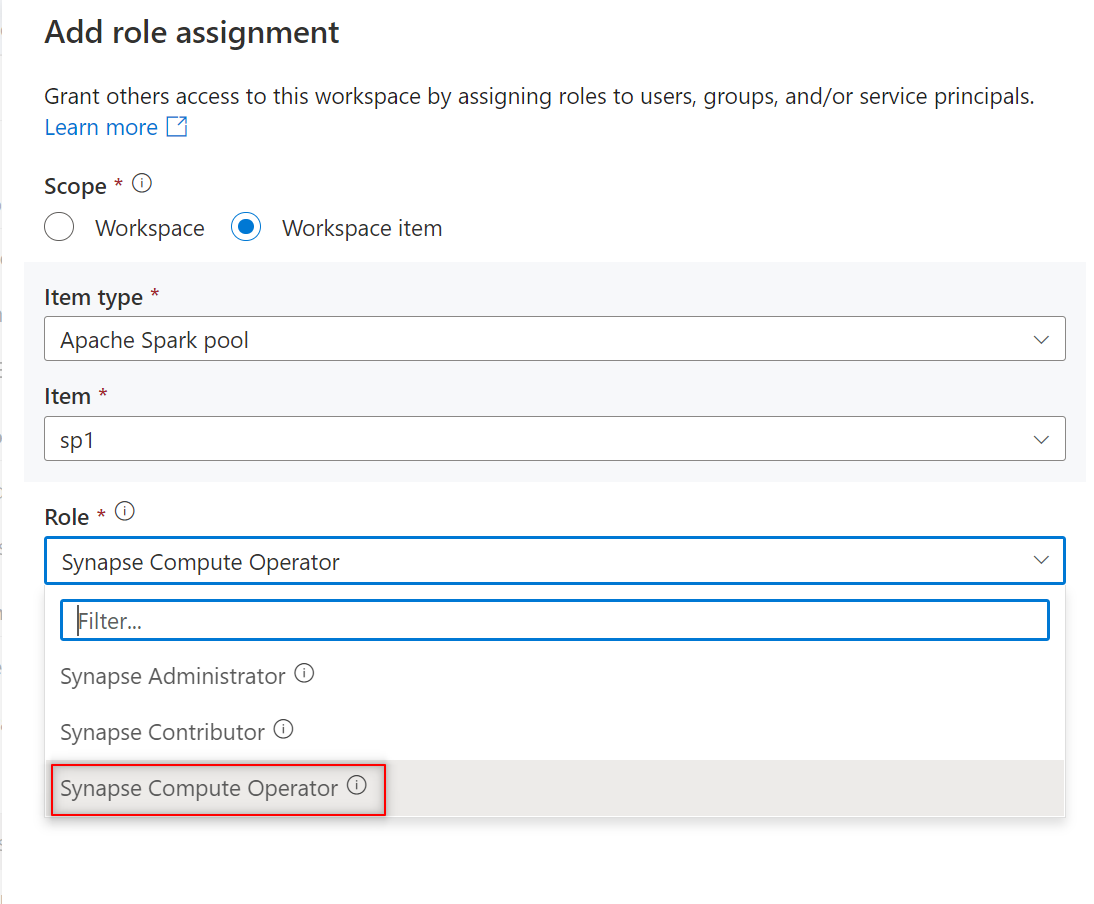 Add role assignment
Grant others access to this workspace by assigning roles to users, groups, and/or service principals.
Learn more
Scope *
Workspace Workspace item
Item type *
Apache Spark pool
Item *
sp1
Role *
Synapse Compute Operator
Filter...
Synapse Administrator
Synapse Contributor
Synapse Compute Operator